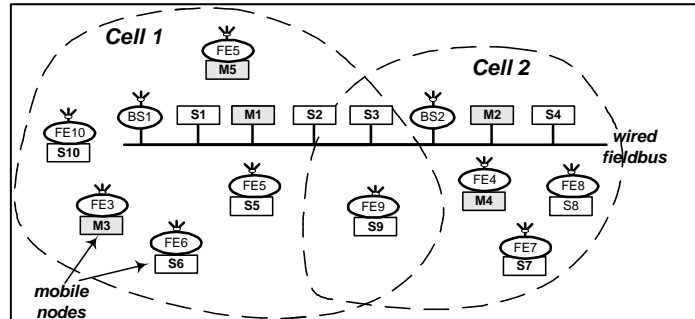 Cell 1
FE5
M5
Cell 2
BS1
S1
M1
S2
S3
BS2
M2
S4
wired
fieldbus
FE10
S10
FE5
S5
FE4
M4
FE8
S8
FE3
M3
FE9
S9
FE6
S6
FE7
S7
mobile
nodes